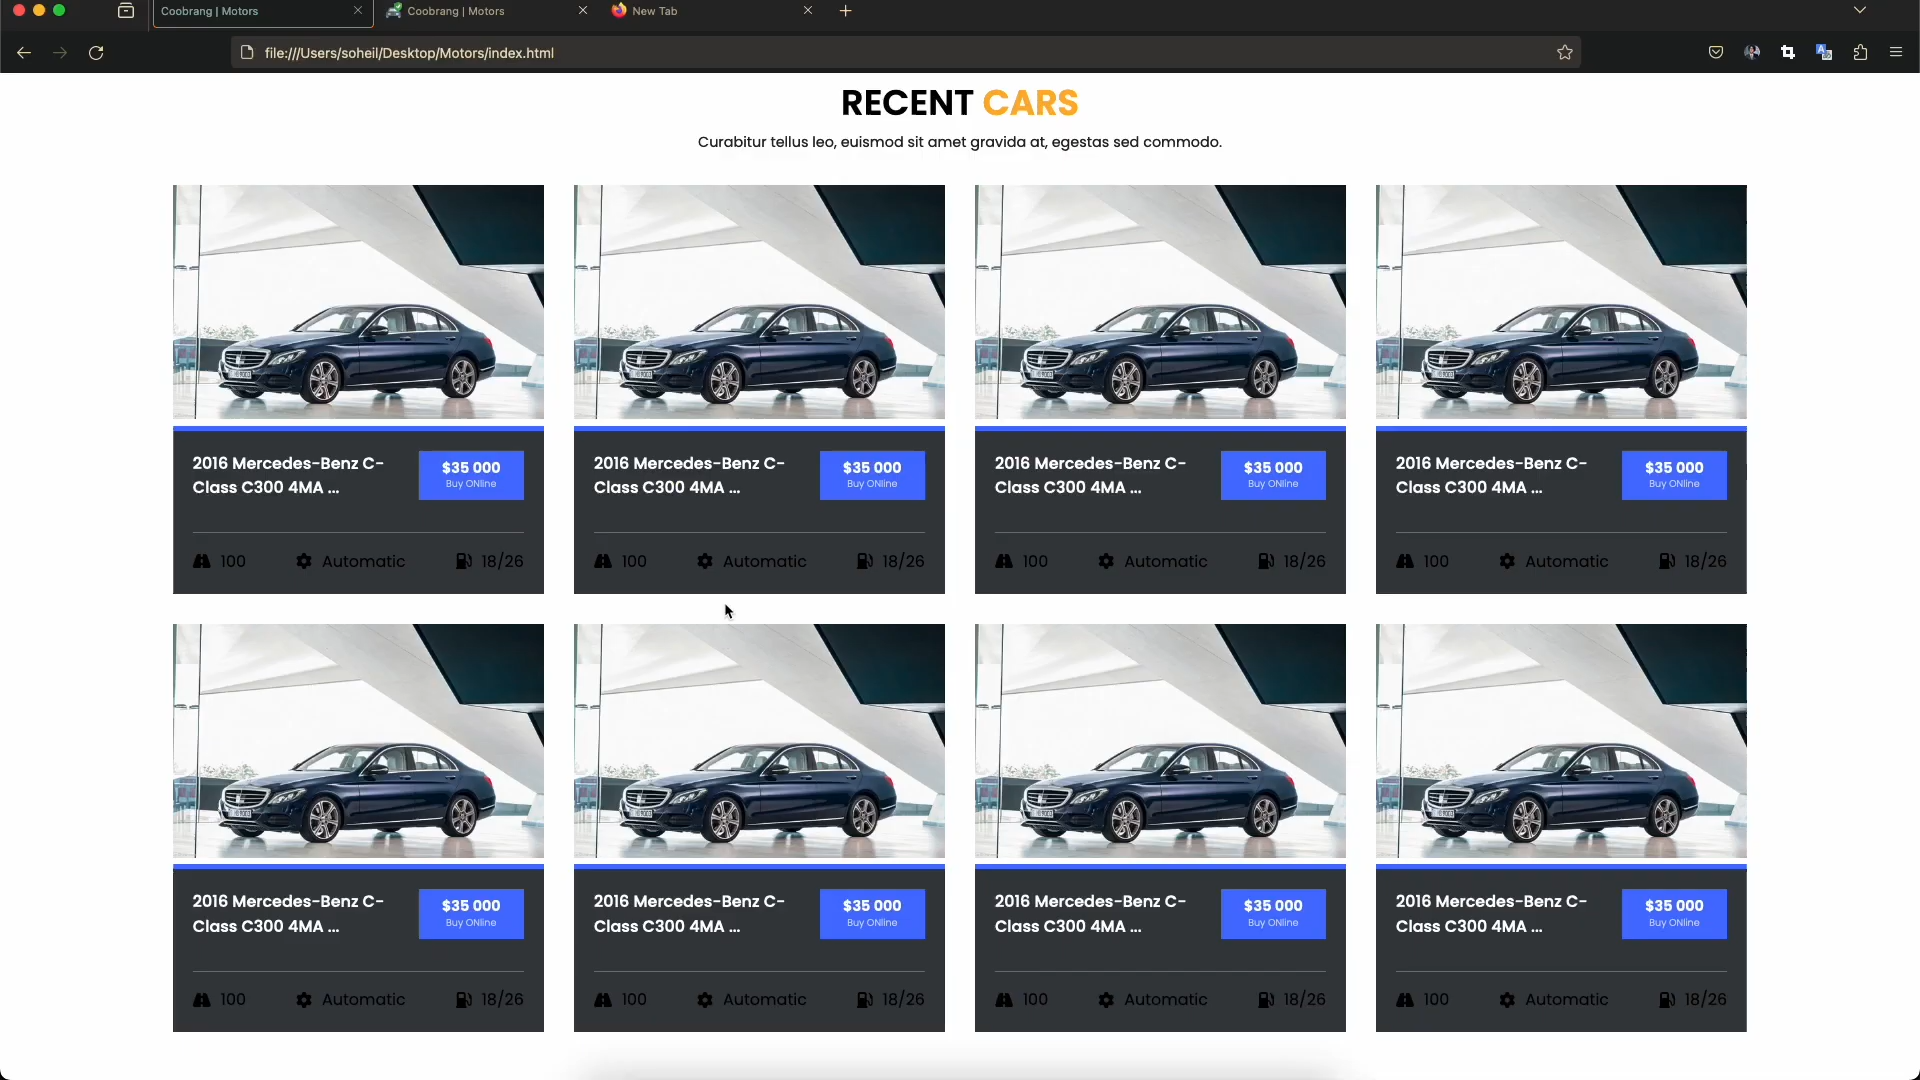 Coobrang | Motors
Coobrang | Motors
New Tab
file:///Users/soheil/Desktop/Motors/index.html
RECENT CARS
Curabitur tellus leo, euismod sit amet gravida at, egestas sed commodo.
2016 Mercedes-Benz C-
Class C300 4MA ...
$35 000
Buy ONline
100 Automatic 18/26
2016 Mercedes-Benz C-
Class C300 4MA ...
$35 000
Buy ONline
100 Automatic 18/26
2016 Mercedes-Benz C-
Class C300 4MA ...
$35 000
Buy ONline
100 Automatic 18/26
2016 Mercedes-Benz C-
Class C300 4MA ...
$35 000
Buy ONline
100 Automatic 18/26
2016 Mercedes-Benz C-
Class C300 4MA ...
$35 000
Buy ONline
100 Automatic 18/26
2016 Mercedes-Benz C-
Class C300 4MA ...
$35 000
Buy ONline
100 Automatic 18/26
2016 Mercedes-Benz C-
Class C300 4MA ...
$35 000
Buy ONline
100 Automatic 18/26
2016 Mercedes-Benz C-
Class C300 4MA ...
$35 000
Buy ONline
100 Automatic 18/26